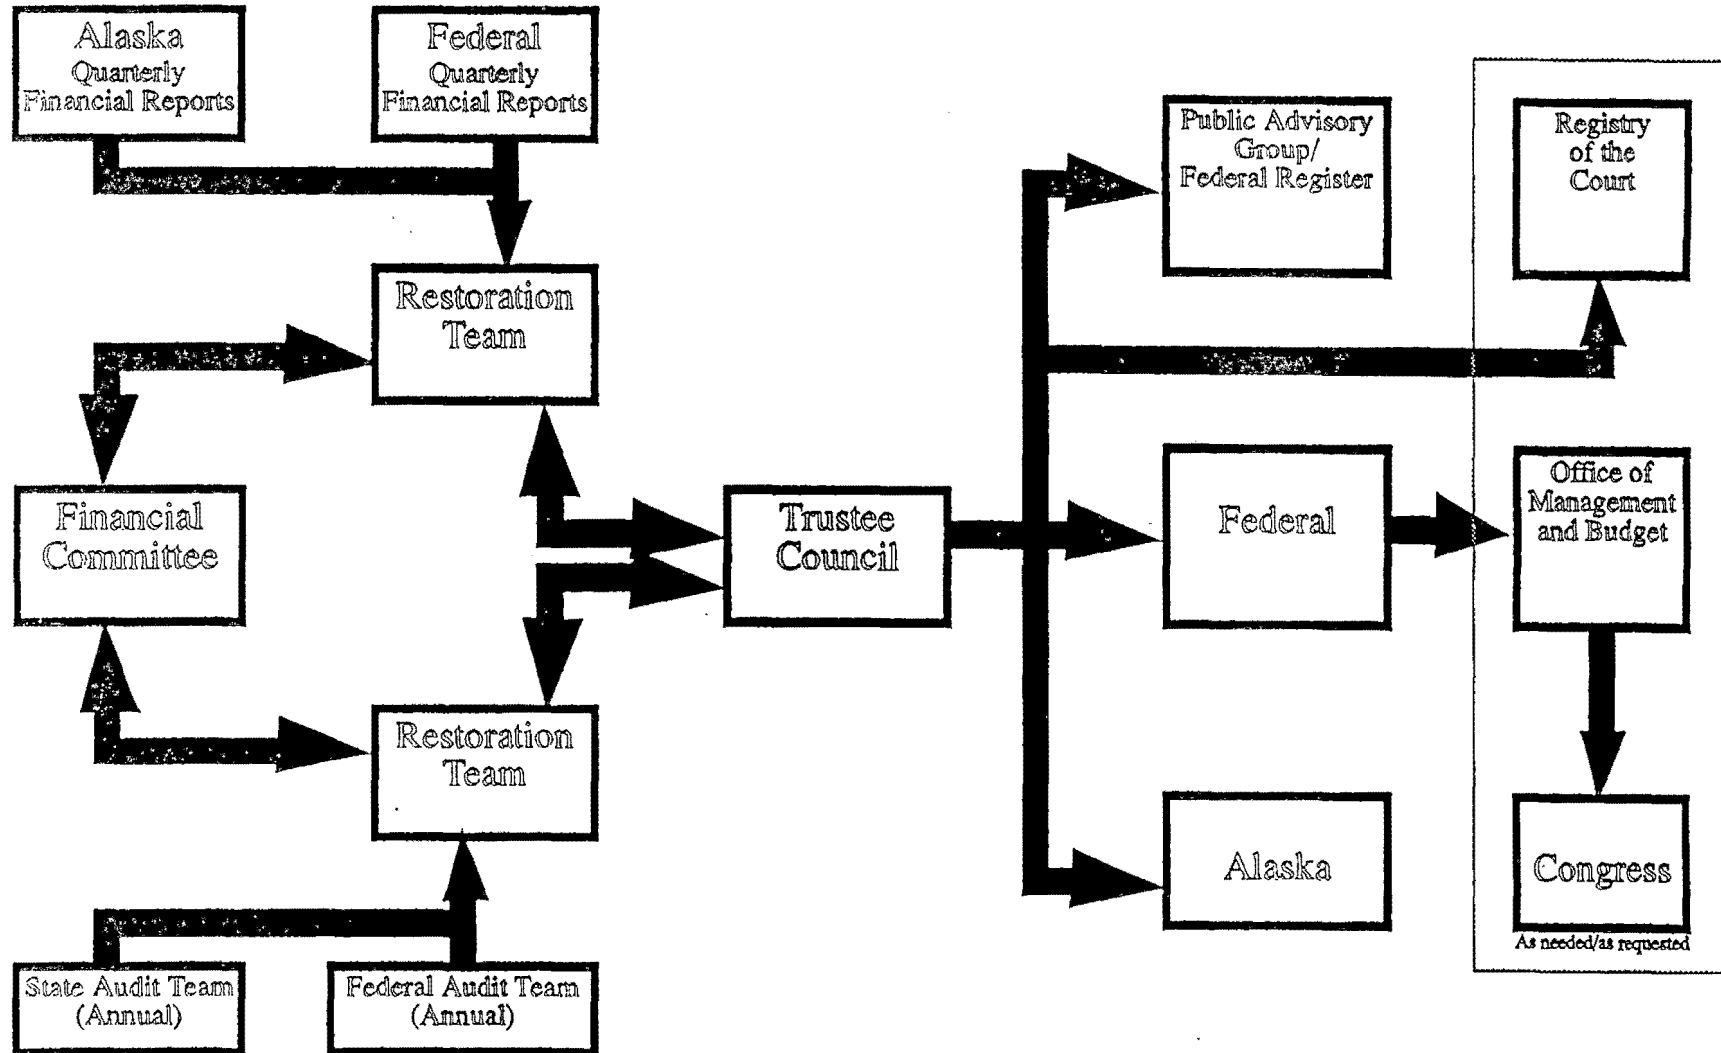 Alaska
Quarterly
Financial Reports
Federal
Quarterly
Financial Reports
Public Advisory
Group/
Federal Register
Registry
of the
Court
Restoration
Team
Financial
Committee
Trustee
Council
Federal
Office of
Management
and Budget
Restoration
Team
Alaska
Congress
As needed/as requested
State Audit Team
(Annual)
Federal Audit Team
(Annual)